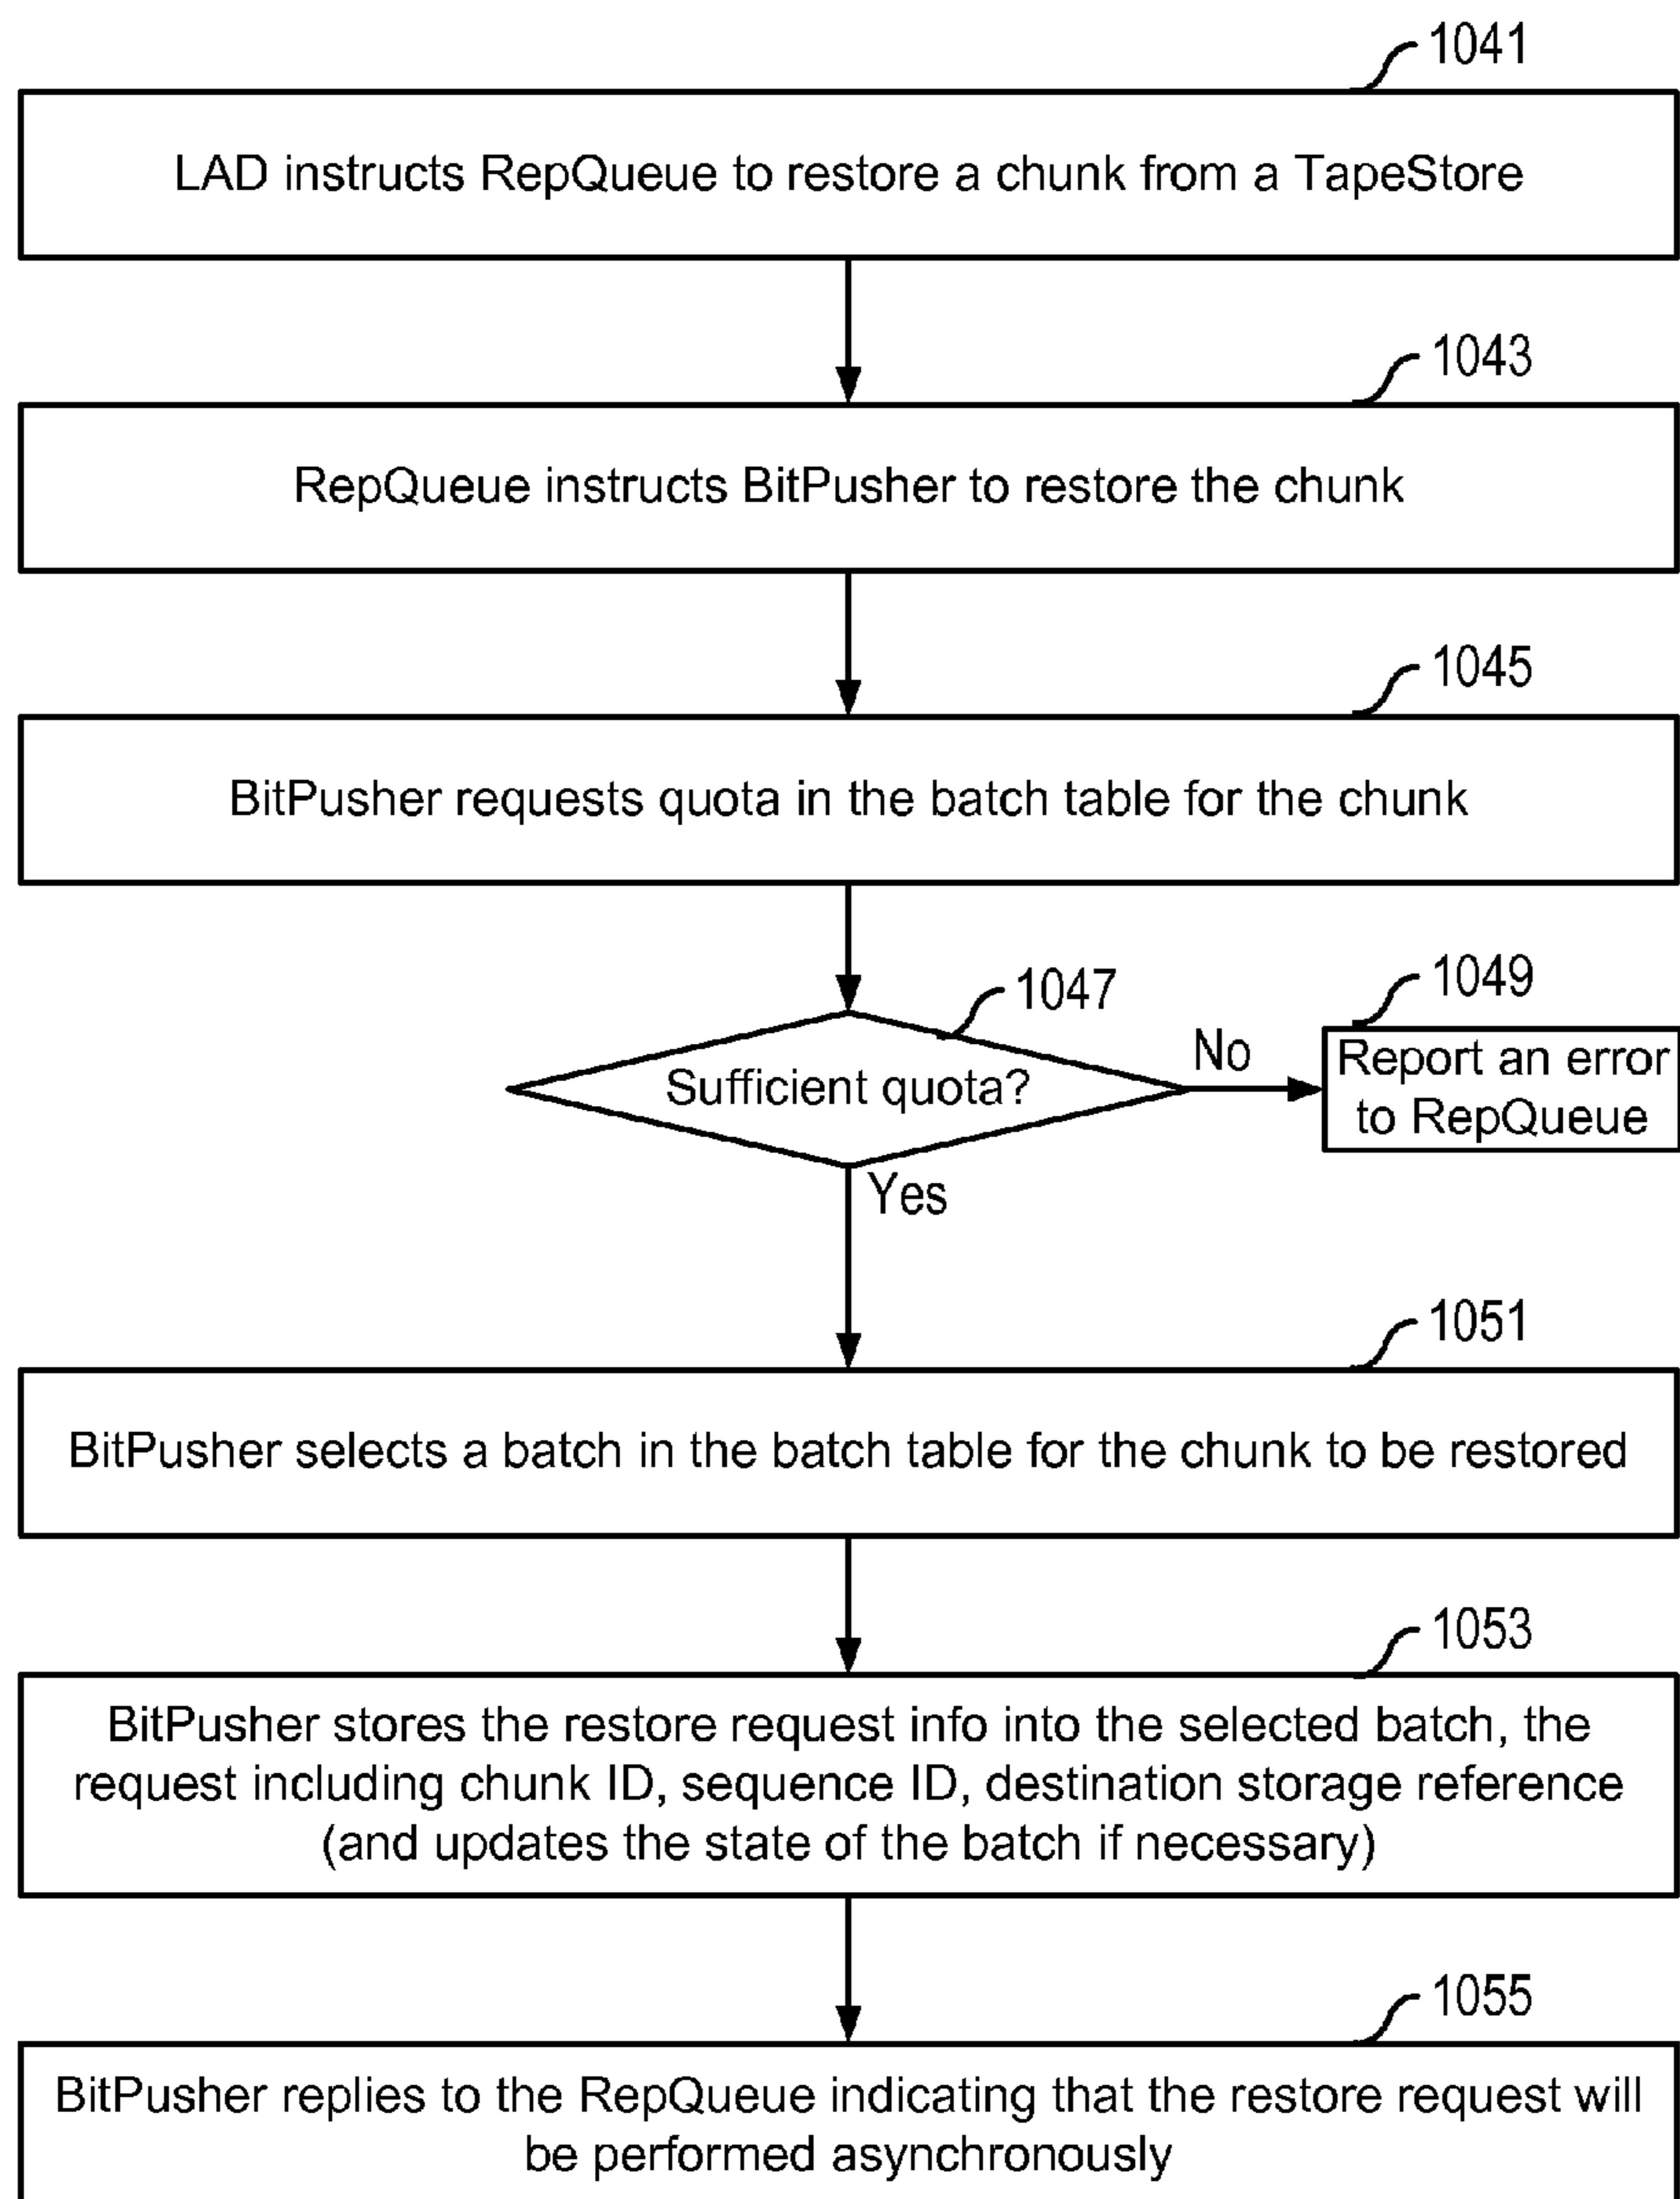 1041
LAD instructs RepQueue to restore a chunk from a TapeStore
1043
RepQueue instructs BitPusher to restore the chunk
1045
BitPusher requests quota in the batch table for the chunk
1047
Sufficient quota?
No
1049
Report an error
to RepQueue
Yes
1051
BitPusher selects a batch in the batch table for the chunk to be restored
1053
BitPusher stores the restore request info into the selected batch, the
request including chunk ID, sequence ID, destination storage reference
(and updates the state of the batch if necessary)
1055
BitPusher replies to the RepQueue indicating that the restore request will
be performed asynchronously